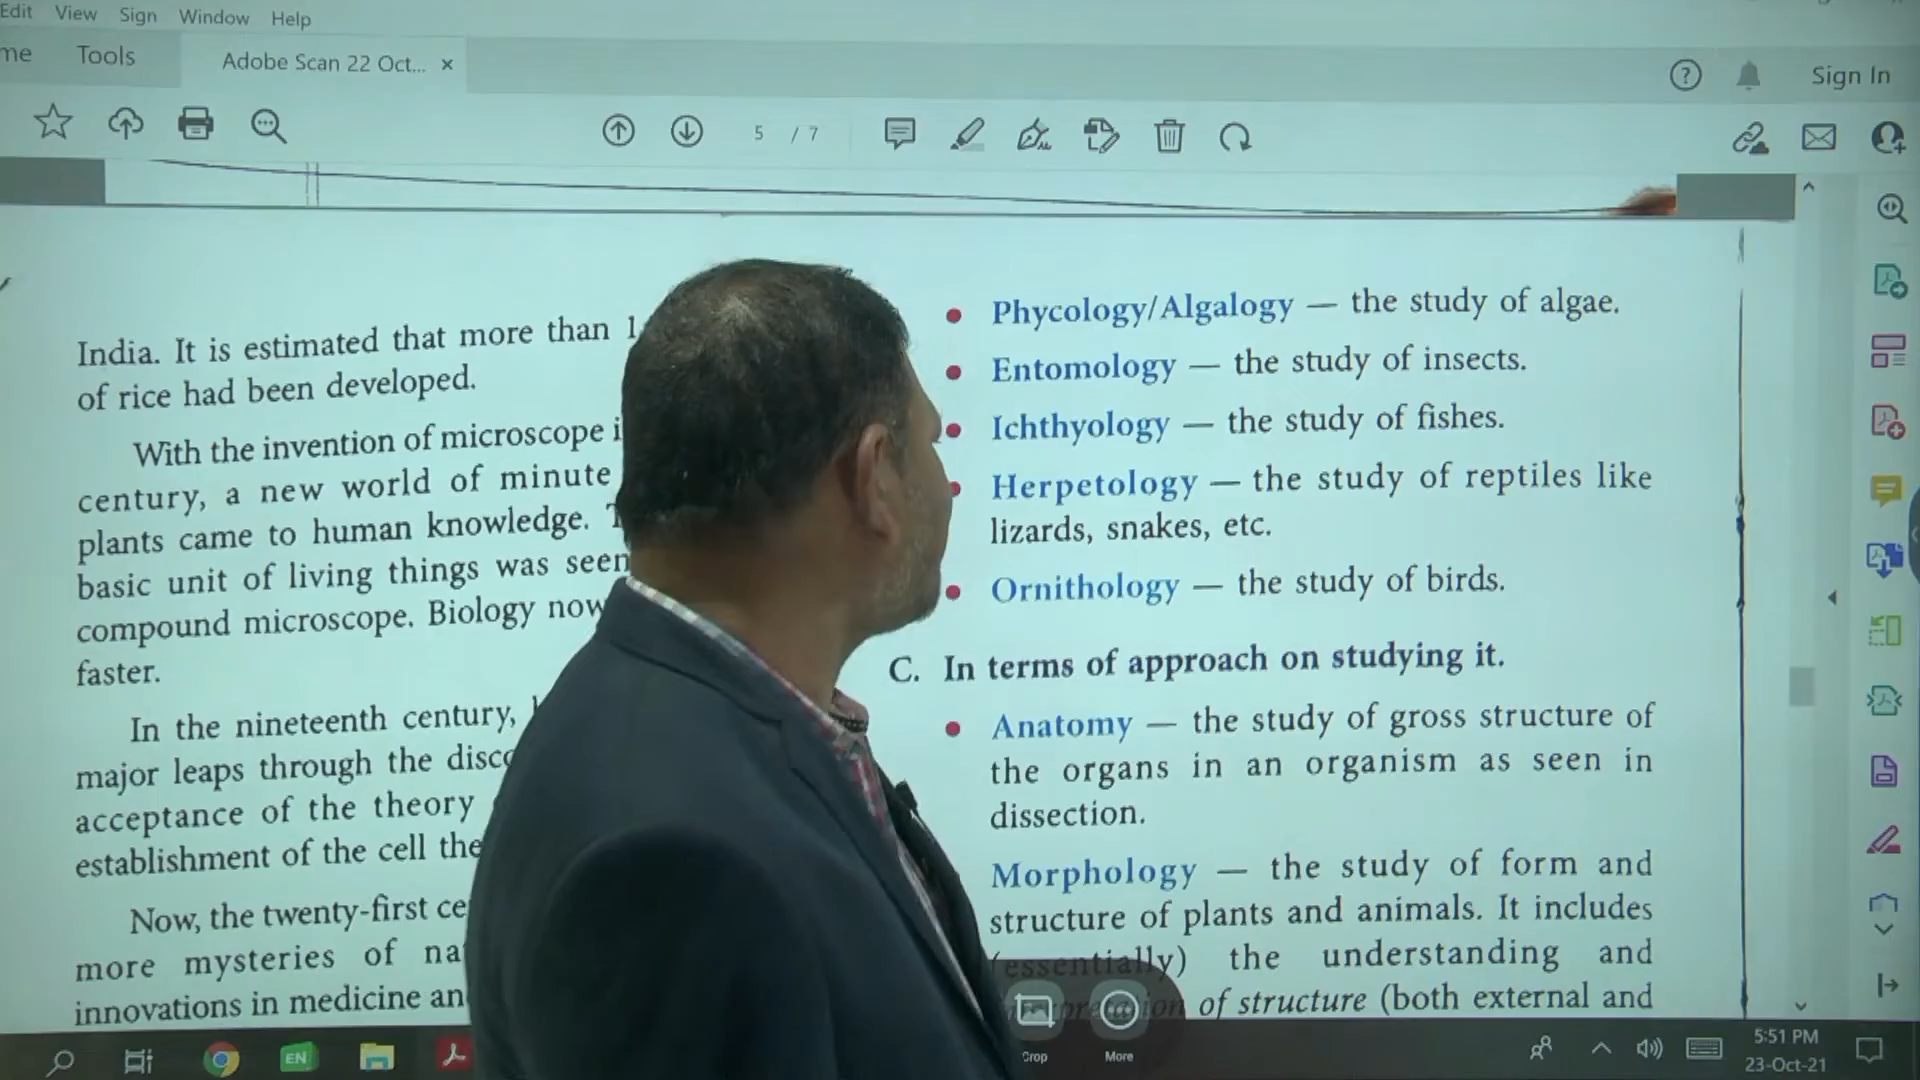 Edit View Sign Window Help
me Tools Adobe Scan 22 Oct... ×
Sign In
5 / 7
India. It is estimated that more than 1
of rice had been developed.
With the invention of microscope i
century, a new world of minute
plants came to human knowledge. T
basic unit of living things was seen
compound microscope. Biology now
faster.
In the nineteenth century,
major leaps through the disco
acceptance of the theory
establishment of the cell the
Now, the twenty-first ce
more mysteries of na
innovations in medicine an
• Phycology/Algalogy — the study of algae.
• Entomology — the study of insects.
• Ichthyology — the study of fishes.
• Herpetology — the study of reptiles like
lizards, snakes, etc.
• Ornithology — the study of birds.
C. In terms of approach on studying it.
• Anatomy — the study of gross structure of
the organs in an organism as seen in
dissection.
Morphology — the study of form and
structure of plants and animals. It includes
(essentially) the understanding and
of structure (both external and
Crop More
EN
5:51 PM
23-Oct-21